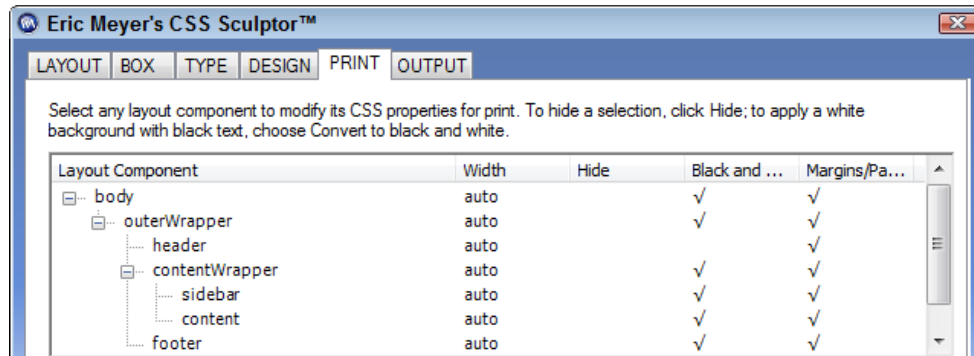 Eric Meyer's CSS Sculptor™
LAYOUT BOX TYPE DESIGN PRINT OUTPUT
Select any layout component to modify its CSS properties for print. To hide a selection, click Hide; to apply a white
background with black text, choose Convert to black and white.
Layout Component Width Hide Black and ... Margins/Pa...
body auto √ √
outerWrapper auto √ √
header auto √
contentWrapper auto √ √
sidebar auto √ √
content auto √ √
footer auto √ √